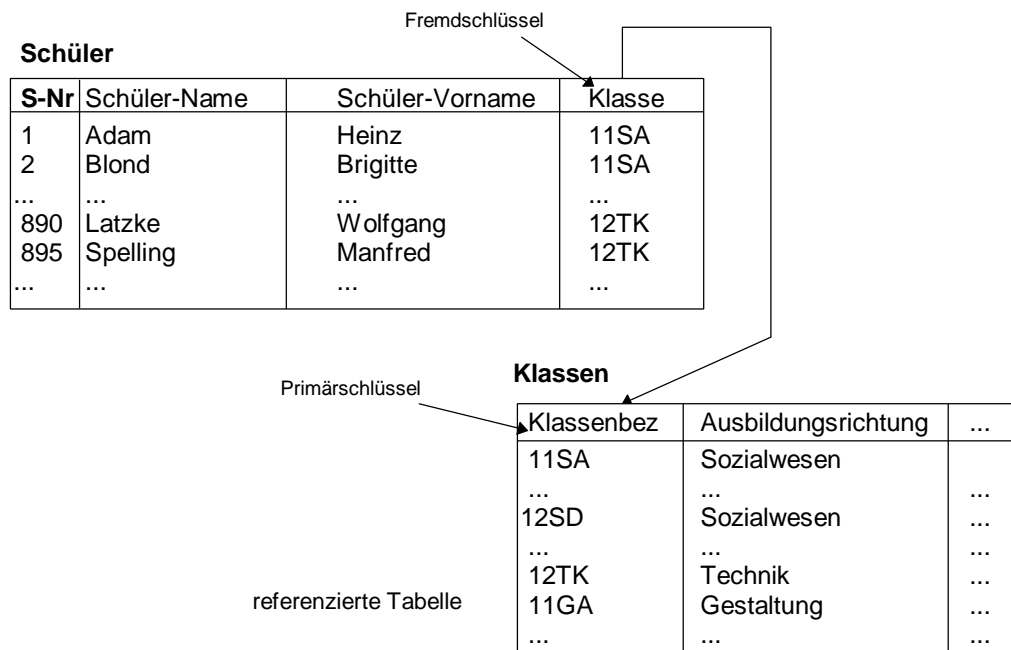 Fremdschlüssel
Schüler
S-Nr Schüler-Name Schüler-Vorname Klasse
1 Adam Heinz 11SA
2 Blond Brigitte 11SA
... ... ... ...
890 Latzke Wolfgang 12TK
895 Spelling Manfred 12TK
... ... ... ...
Klassen
Primärschlüssel
Klassenbez Ausbildungsrichtung ...
11SA Sozialwesen
... ... ...
12SD Sozialwesen ...
... ... ...
12TK Technik ...
referenzierte Tabelle 11GA Gestaltung ...
... ... ...